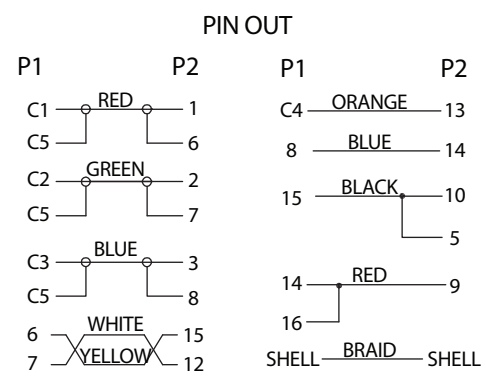 PIN OUT
P1 P2
C1 RED 1
C5 6
C2 GREEN 2
C5 7
C3 BLUE 3
C5 8
6 WHITE 15
7 YELLOW 12
P1 P2
C4 ORANGE 13
8 BLUE 14
15 BLACK 10
5
14 RED 9
16
SHELL BRAID SHELL